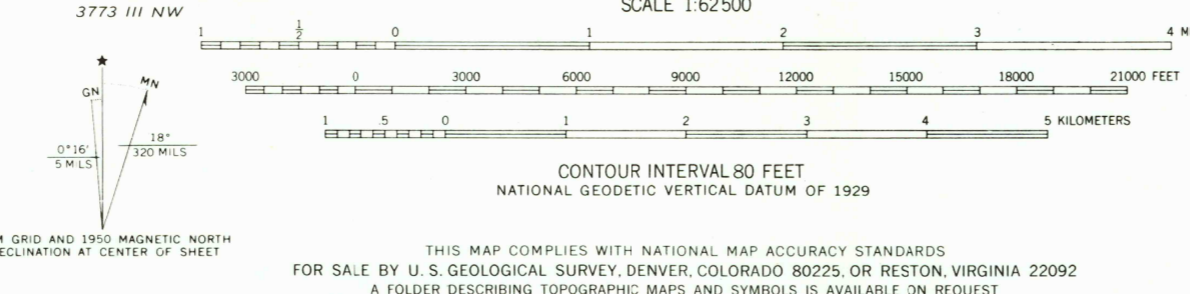 3773 III NW
SCALE 1:62500
1 ½ 0 1 2 3 4
3000 0 3000 6000 9000 12000 15000 18000 21000 FEET
1 .5 0 1 2 3 4 5 KILOMETERS
GN MN
0°16′ 18°
5 MILS 320 MILS
GRID AND 1950 MAGNETIC NORTH
AT CENTER OF SHEET
CONTOUR INTERVAL 80 FEET
NATIONAL GEODETIC VERTICAL DATUM OF 1929
THIS MAP COMPLIES WITH NATIONAL MAP ACCURACY STANDARDS
FOR SALE BY U. S. GEOLOGICAL SURVEY, DENVER, COLORADO 80225, OR RESTON, VIRGINIA 22092
A FOLDER DESCRIBING TOPOGRAPHIC MAPS AND SYMBOLS IS AVAILABLE ON REQUEST